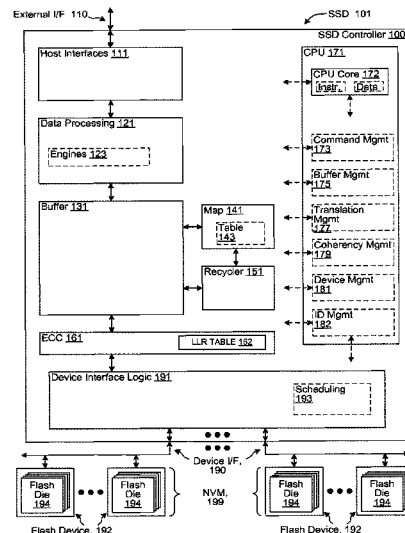 External I/F 110
SSD 101
SSD Controller 100
Host Interfaces 111
CPU 171
CPU Core 172
Instr. Data
Data Processing 121
Engines 123
Command Mgmt
173
Buffer Mgmt
175
Buffer 131
Map 141
Table
143
Translation
Mgmt
177
Coherency Mgmt
179
Recycler 151
Device Mgmt
181
ID Mgmt
182
ECC 161
LLR TABLE 162
Device Interface Logic 191
Scheduling
193
Device I/F,
190
Flash
Die
194
Flash
Die
194
NVM,
199
Flash
Die
194
Flash
Die
194
Flash Device, 192
Flash Device, 192